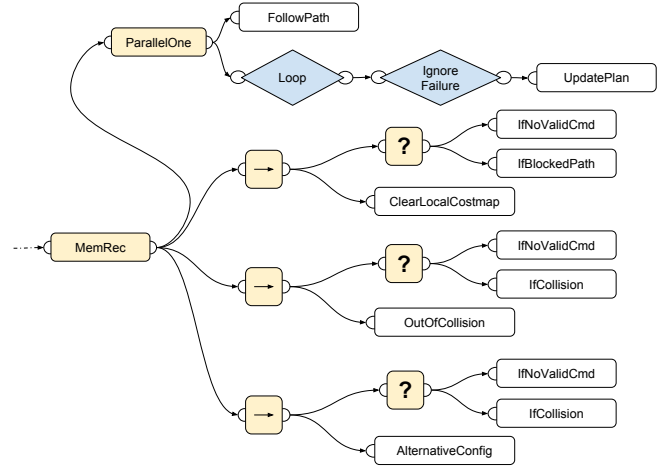 FollowPath
ParallelOne
Loop
Ignore
Failure
UpdatePlan
IfNoValidCmd
?
→
IfBlockedPath
ClearLocalCostmap
MemRec
IfNoValidCmd
?
→
IfCollision
OutOfCollision
IfNoValidCmd
?
→
IfCollision
AlternativeConfig